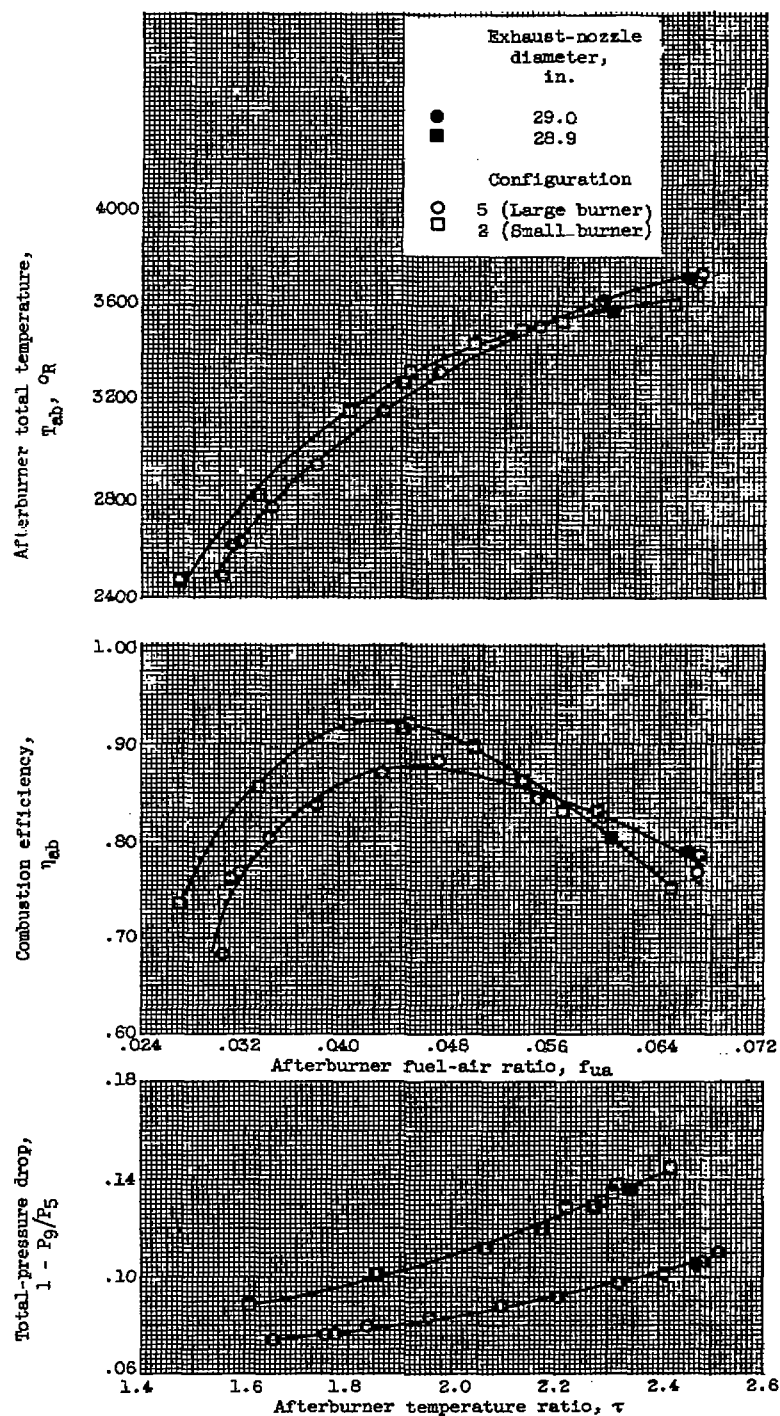 Exhaust-nozzle
diameter,
in.
29.0
28.9
Configuration
5 (Large burner)
2 (Small burner)
Afterburner total temperature,
Tab, °R
4000
3600
3200
2800
2400
Combustion efficiency,
ηab
1.00
.90
.80
.70
.60
.024
.032
.040
.048
.056
.064
.072
Afterburner fuel-air ratio, fua
Total-pressure drop,
1 - P9/P5
.18
.14
.10
.06
1.4
1.6
1.8
2.0
2.2
2.4
2.6
Afterburner temperature ratio, τ